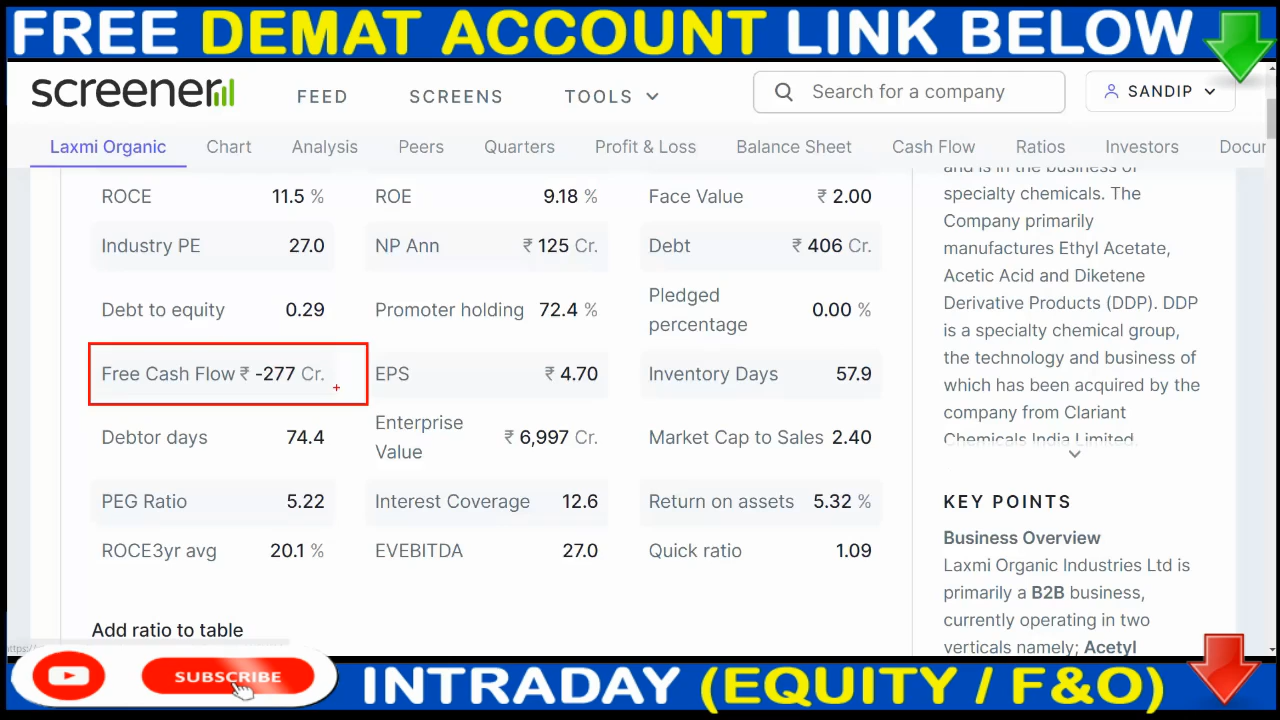 FREE DEMAT ACCOUNT LINK BELOW
screener
FEED
SCREENS
TOOLS
Search for a company
SANDIP
Laxmi Organic
Chart
Analysis
Peers
Quarters
Profit & Loss
Balance Sheet
Cash Flow
Ratios
Investors
Docur
ROCE 11.5 %
ROE 9.18 %
Face Value ₹ 2.00
Industry PE 27.0
NP Ann ₹ 125 Cr.
Debt ₹ 406 Cr.
Debt to equity 0.29
Promoter holding 72.4 %
Pledged
percentage 0.00 %
Free Cash Flow ₹ -277 Cr.
EPS ₹ 4.70
Inventory Days 57.9
Debtor days 74.4
Enterprise
Value ₹ 6,997 Cr.
Market Cap to Sales 2.40
PEG Ratio 5.22
Interest Coverage 12.6
Return on assets 5.32 %
ROCE3yr avg 20.1 %
EVEBITDA 27.0
Quick ratio 1.09
Add ratio to table
and is in the business of
specialty chemicals. The
Company primarily
manufactures Ethyl Acetate,
Acetic Acid and Diketene
Derivative Products (DDP). DDP
is a specialty chemical group,
the technology and business of
which has been acquired by the
company from Clariant
Chemicals India Limited.
KEY POINTS
Business Overview
Laxmi Organic Industries Ltd is
primarily a B2B business,
currently operating in two
verticals namely; Acetyl
SUBSCRIBE
INTRADAY (EQUITY / F&O)